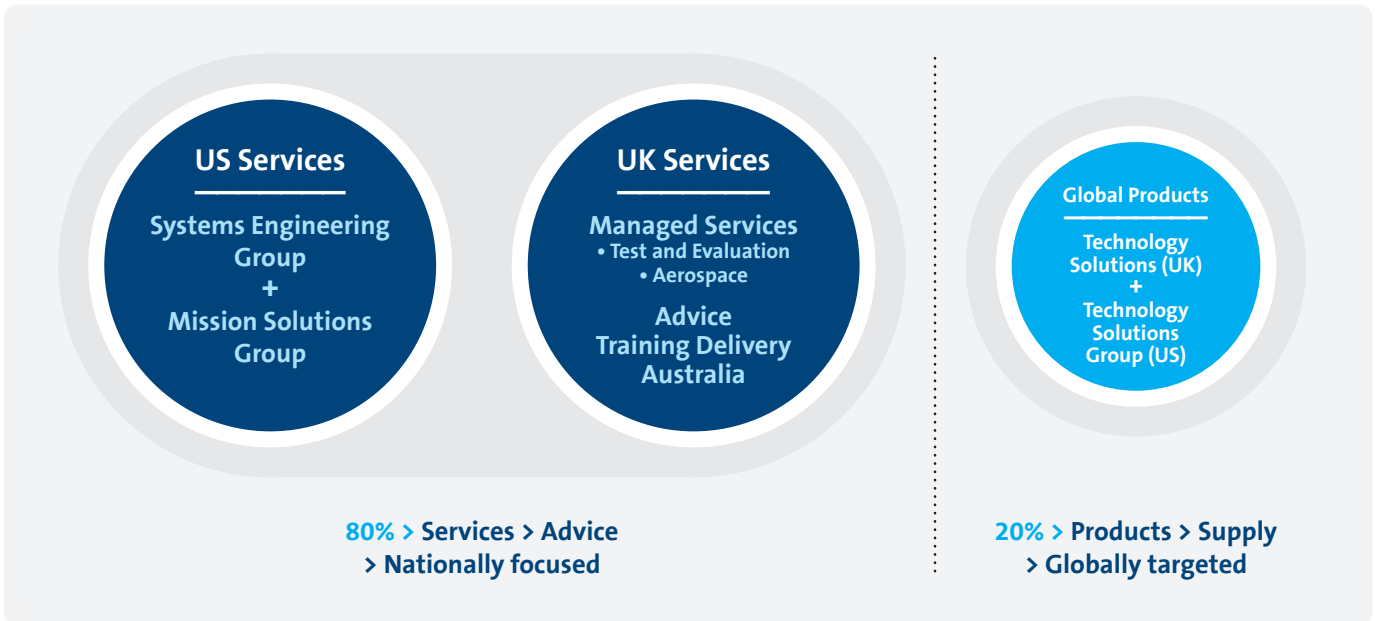 US Services
Systems Engineering
Group
+
Mission Solutions
Group
UK Services
Managed Services
• Test and Evaluation
• Aerospace
Advice
Training Delivery
Australia
Global Products
Technology
Solutions (UK)
+
Technology
Solutions
Group (US)
80% > Services > Advice
> Nationally focused
20% > Products > Supply
> Globally targeted